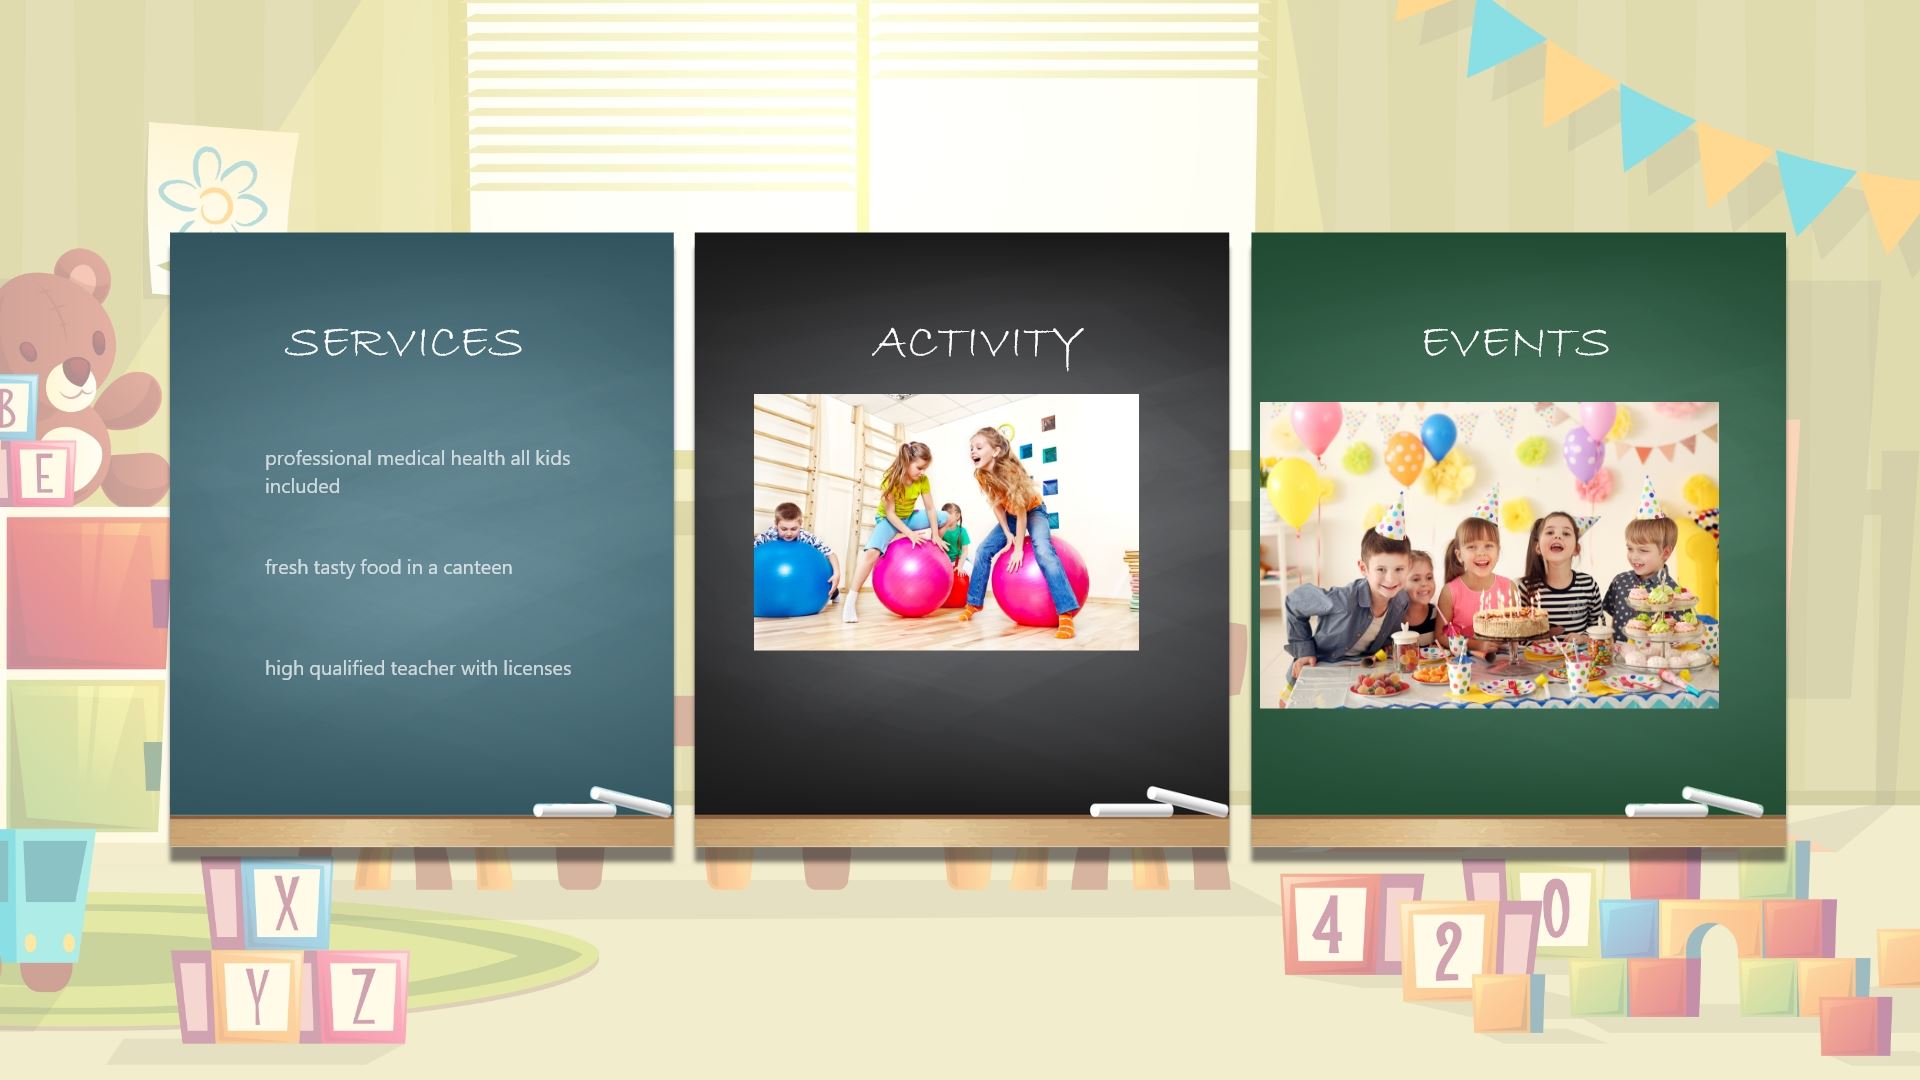 SERVICES
professional medical health all kids
included
fresh tasty food in a canteen
high qualified teacher with licenses
ACTIVITY
EVENTS
B
E
X
Y Z
4 2 0